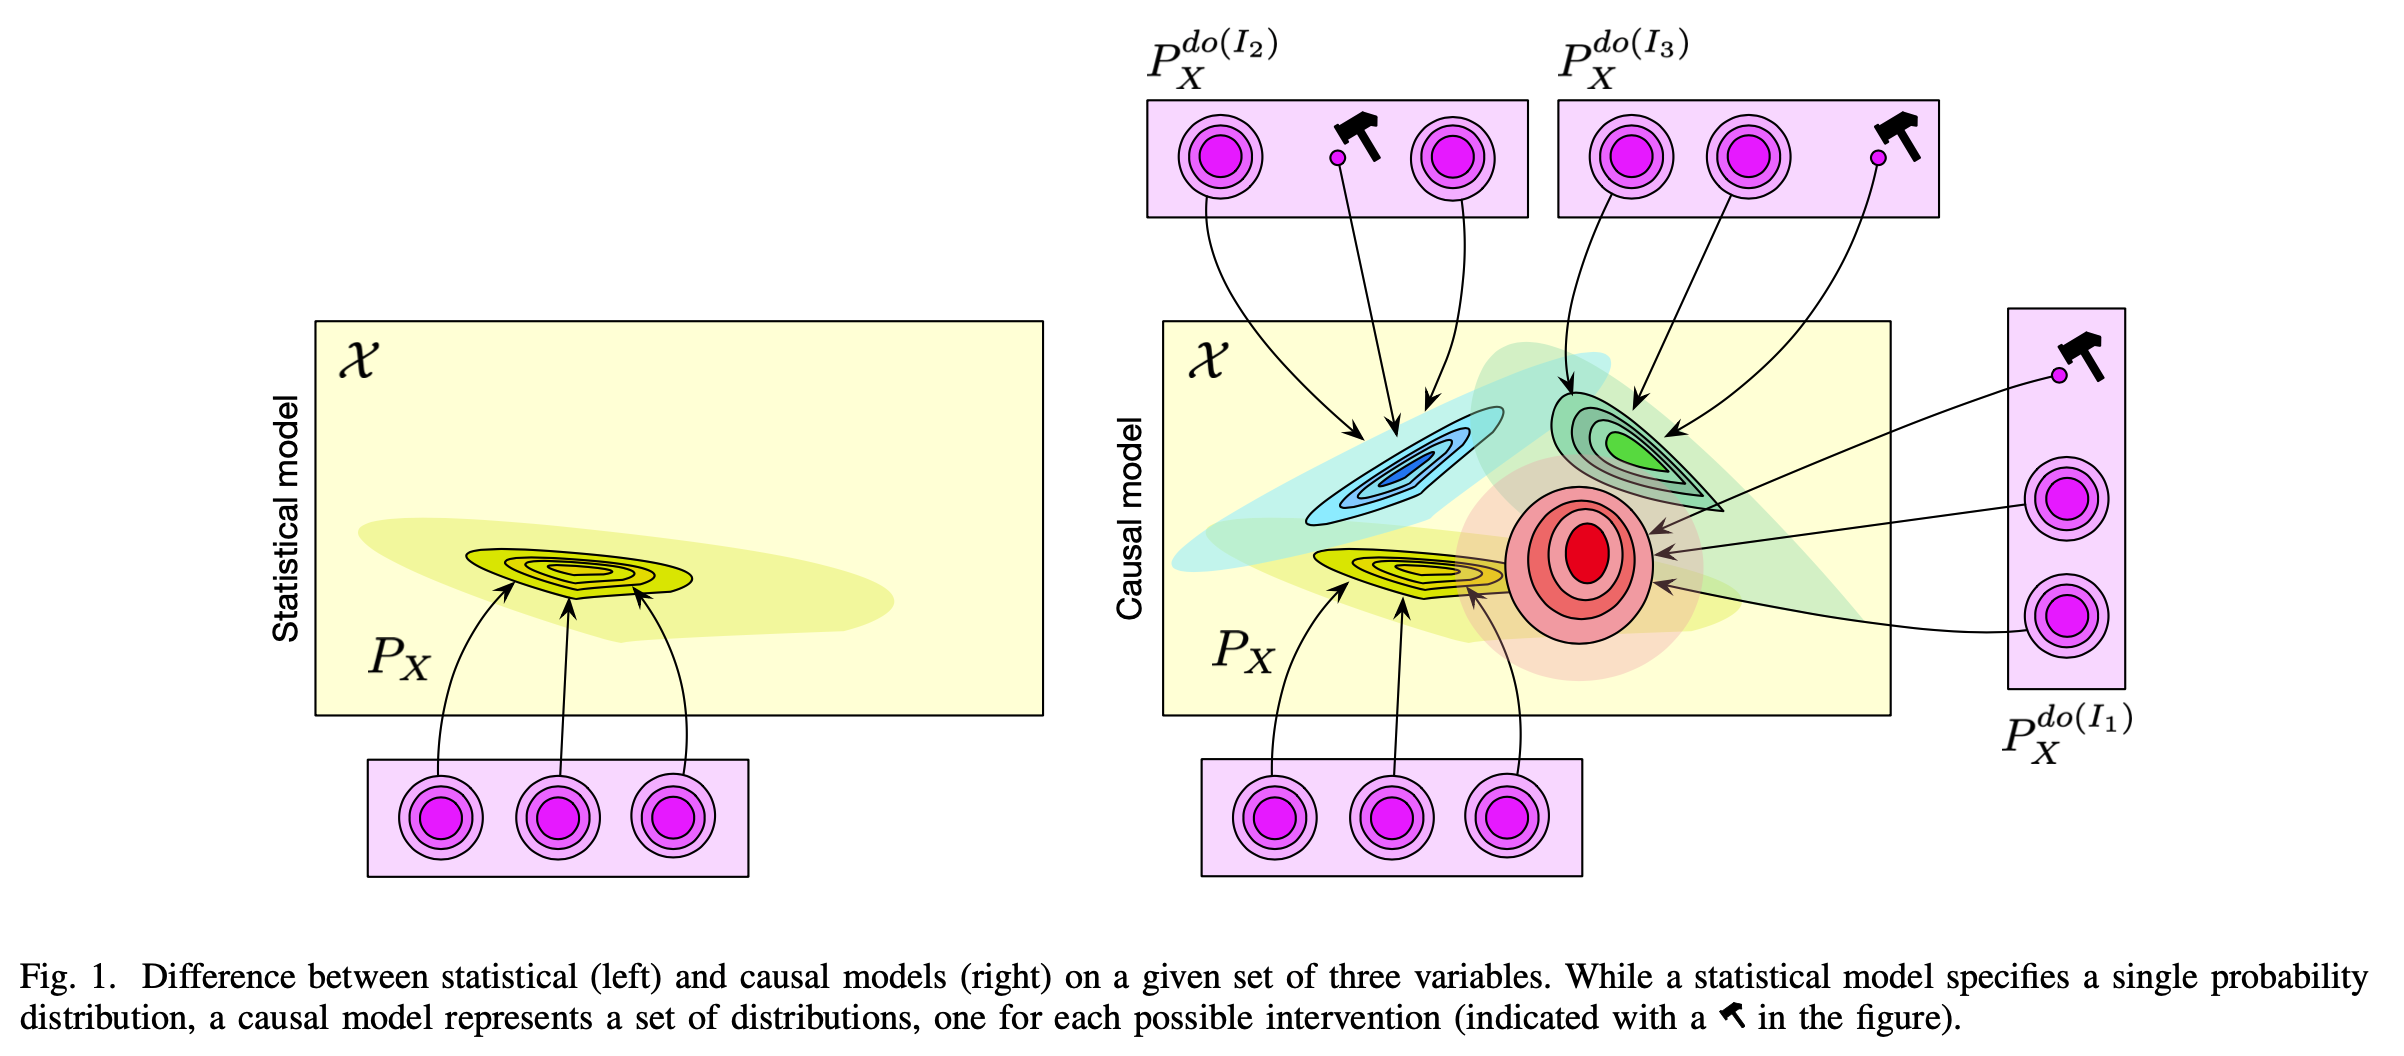 P_X^{do(I_2)}
P_X^{do(I_3)}
Statistical model
𝒳
P_X
Causal model
𝒳
P_X
P_X^{do(I_1)}
Fig. 1. Difference between statistical (left) and causal models (right) on a given set of three variables. While a statistical model specifies a single probability
distribution, a causal model represents a set of distributions, one for each possible intervention (indicated with a in the figure).